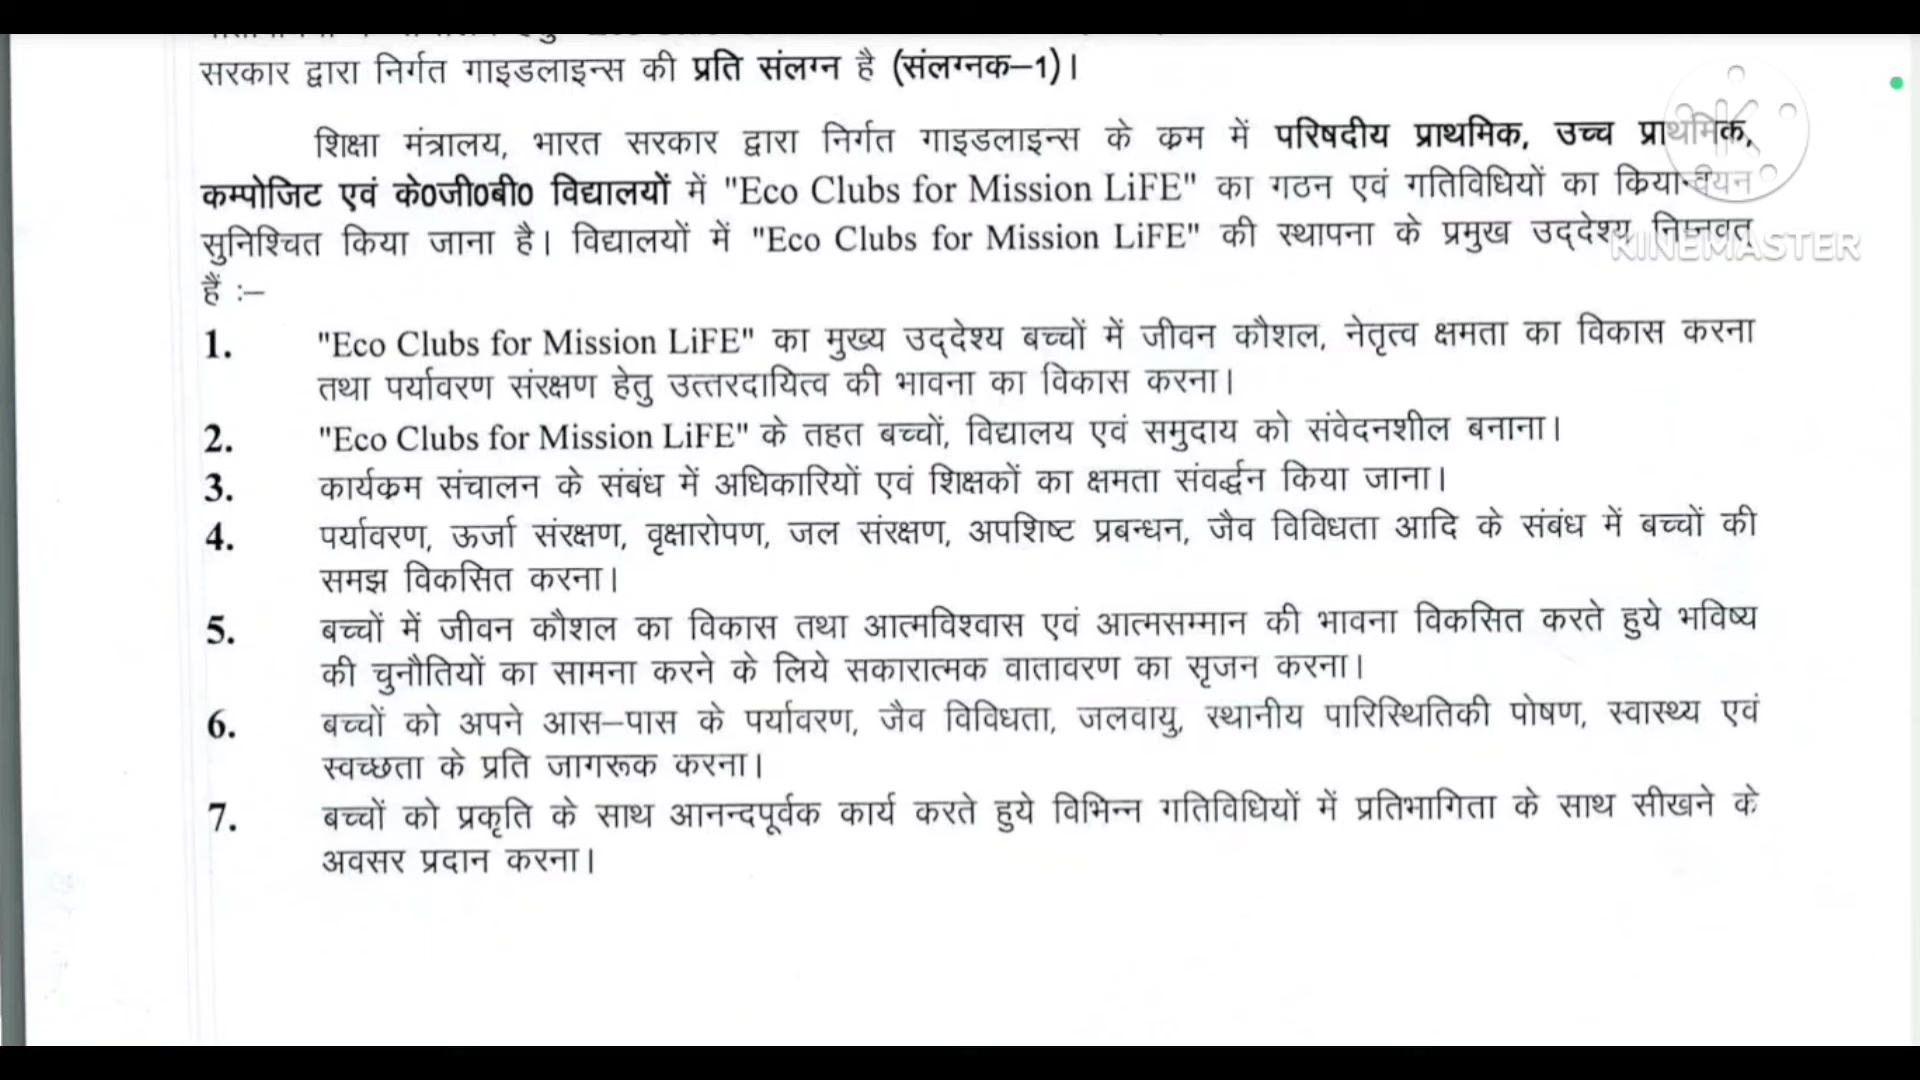 सरकार द्वारा निर्गत गाइडलाइन्स की प्रति संलग्न है (संलग्नक–1)।
शिक्षा मंत्रालय, भारत सरकार द्वारा निर्गत गाइडलाइन्स के क्रम में परिषदीय प्राथमिक, उच्च प्राथमिक,
कम्पोजिट एवं के0जी0बी0 विद्यालयों में "Eco Clubs for Mission LiFE" का गठन एवं गतिविधियों का क्रियान्वयन
सुनिश्चित किया जाना है। विद्यालयों में "Eco Clubs for Mission LiFE" की स्थापना के प्रमुख उद्देश्य निम्नवत्
हैं :–
1. "Eco Clubs for Mission LiFE" का मुख्य उद्देश्य बच्चों में जीवन कौशल, नेतृत्व क्षमता का विकास करना
तथा पर्यावरण संरक्षण हेतु उत्तरदायित्व की भावना का विकास करना।
2. "Eco Clubs for Mission LiFE" के तहत बच्चों, विद्यालय एवं समुदाय को संवेदनशील बनाना।
3. कार्यक्रम संचालन के संबंध में अधिकारियों एवं शिक्षकों का क्षमता संवर्द्धन किया जाना।
4. पर्यावरण, ऊर्जा संरक्षण, वृक्षारोपण, जल संरक्षण, अपशिष्ट प्रबन्धन, जैव विविधता आदि के संबंध में बच्चों की
समझ विकसित करना।
5. बच्चों में जीवन कौशल का विकास तथा आत्मविश्वास एवं आत्मसम्मान की भावना विकसित करते हुये भविष्य
की चुनौतियों का सामना करने के लिये सकारात्मक वातावरण का सृजन करना।
6. बच्चों को अपने आस–पास के पर्यावरण, जैव विविधता, जलवायु, स्थानीय पारिस्थितिकी पोषण, स्वास्थ्य एवं
स्वच्छता के प्रति जागरूक करना।
7. बच्चों को प्रकृति के साथ आनन्दपूर्वक कार्य करते हुये विभिन्न गतिविधियों में प्रतिभागिता के साथ सीखने के
अवसर प्रदान करना।
KINEMASTER